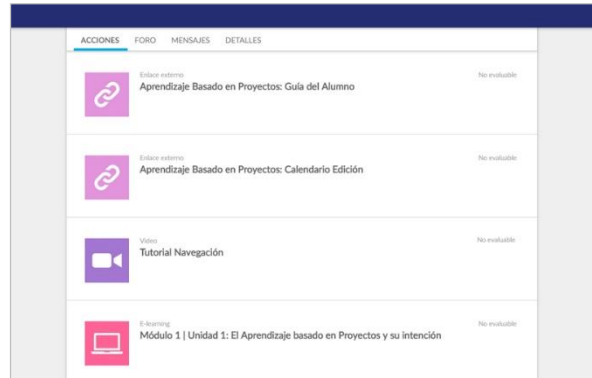 ACCIONES FORO MENSAJES DETALLES
Enlace externo No evaluable
Aprendizaje Basado en Proyectos: Guía del Alumno
Enlace externo No evaluable
Aprendizaje Basado en Proyectos: Calendario Edición
Video No evaluable
Tutorial Navegación
E-learning No evaluable
Módulo 1 | Unidad 1: El Aprendizaje basado en Proyectos y su intención